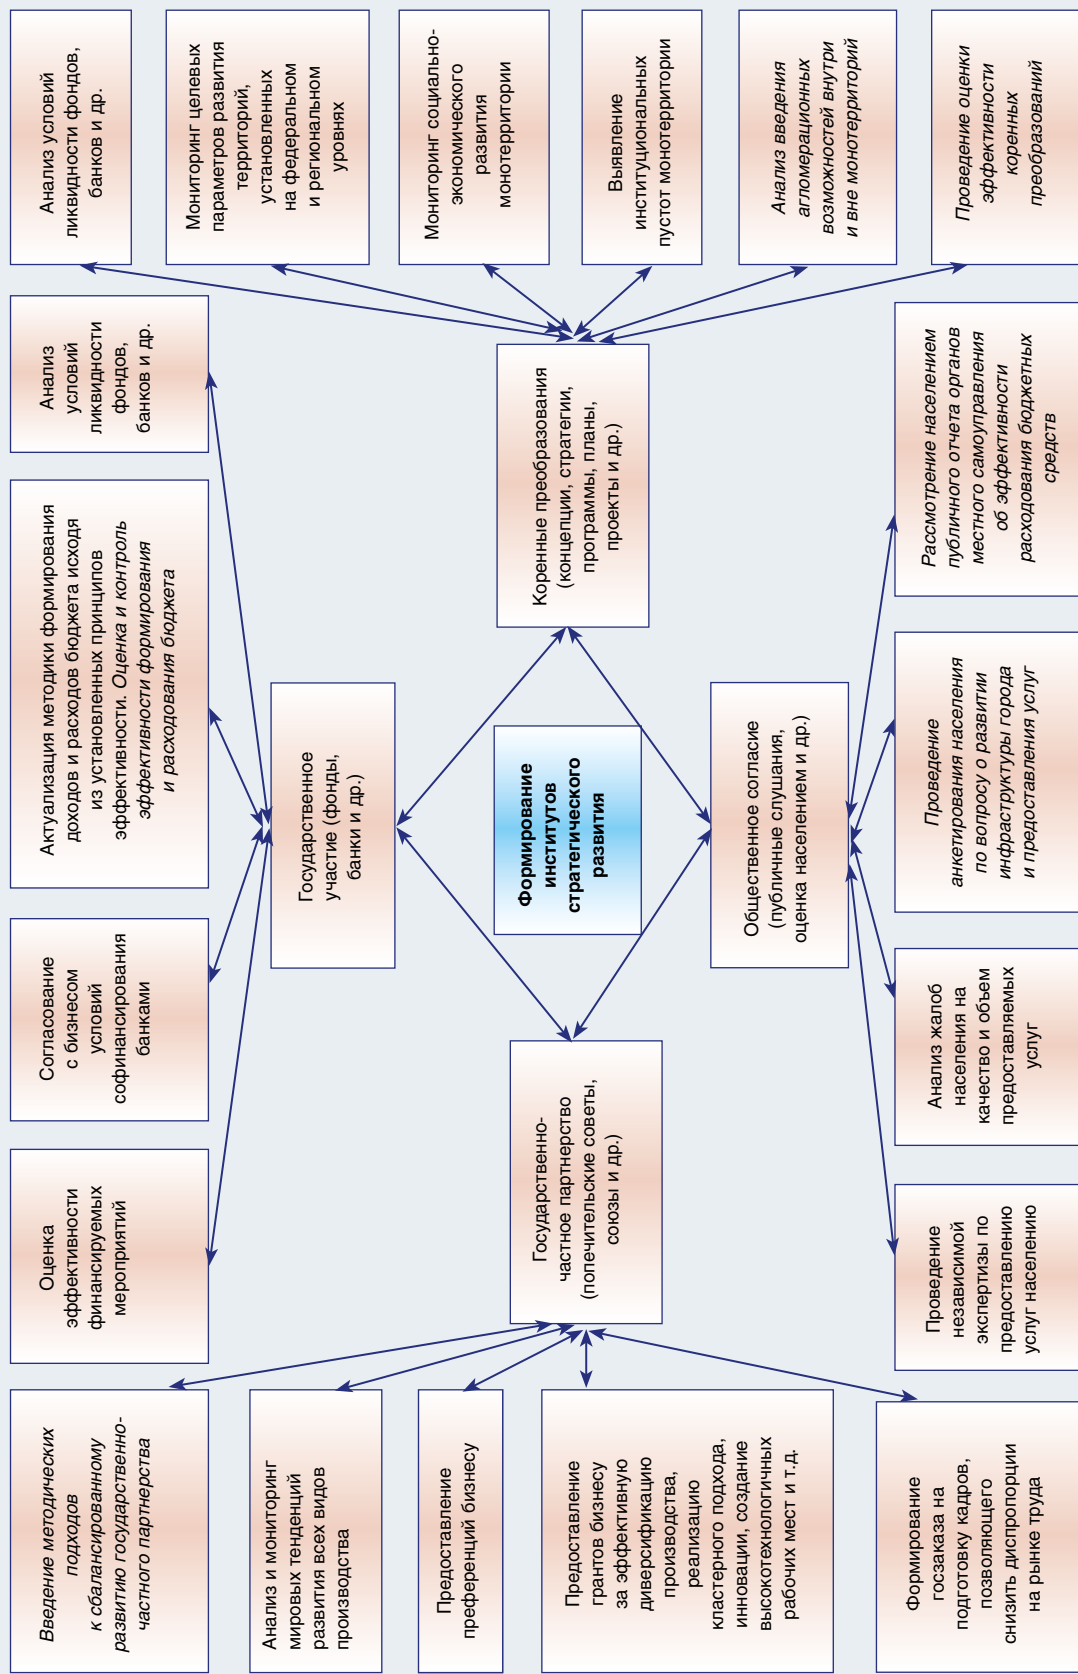 Введение методических
подходов
к сбалансированному
развитию государственно-
частного партнерства
Анализ и мониторинг
мировых тенденций
развития всех видов
производства
Предоставление
преференций бизнесу
Предоставление
грантов бизнесу
за эффективную
диверсификацию
производства,
реализацию
кластерного подхода,
инновации, создание
высокотехнологичных
рабочих мест и т.д.
Формирование
госзаказа на
подготовку кадров,
позволяющего
снизить диспропорции
на рынке труда
Оценка
эффективности
финансируемых
мероприятий
Согласование
с бизнесом
условий
софинансирования
банками
Актуализация методики формирования
доходов и расходов бюджета исходя
из установленных принципов
эффективности. Оценка и контроль
эффективности формирования
и расходования бюджета
Анализ
условий
ликвидности
фондов,
банков и др.
Государственное
участие (фонды,
банки и др.)
Государственно-
частное партнерство
(попечительские советы,
союзы и др.)
Формирование
институтов
стратегического
развития
Коренные преобразования
(концепции, стратегии,
программы, планы,
проекты и др.)
Общественное согласие
(публичные слушания,
оценка населением и др.)
Проведение
независимой
экспертизы по
предоставлению
услуг населению
Анализ жалоб
населения на
качество и объем
предоставляемых
услуг
Проведение
анкетирования населения
по вопросу о развитии
инфраструктуры города
и предоставления услуг
Рассмотрение населением
публичного отчета органов
местного самоуправления
об эффективности
расходования бюджетных
средств
Анализ условий
ликвидности фондов,
банков и др.
Мониторинг целевых
параметров развития
территорий,
установленных
на федеральном
и региональном
уровнях
Мониторинг социально-
экономического
развития
монотерритории
Выявление
институциональных
пустот монотерритории
Анализ введения
агломерационных
возможностей внутри
и вне монотерриторий
Проведение оценки
эффективности
коренных
преобразований